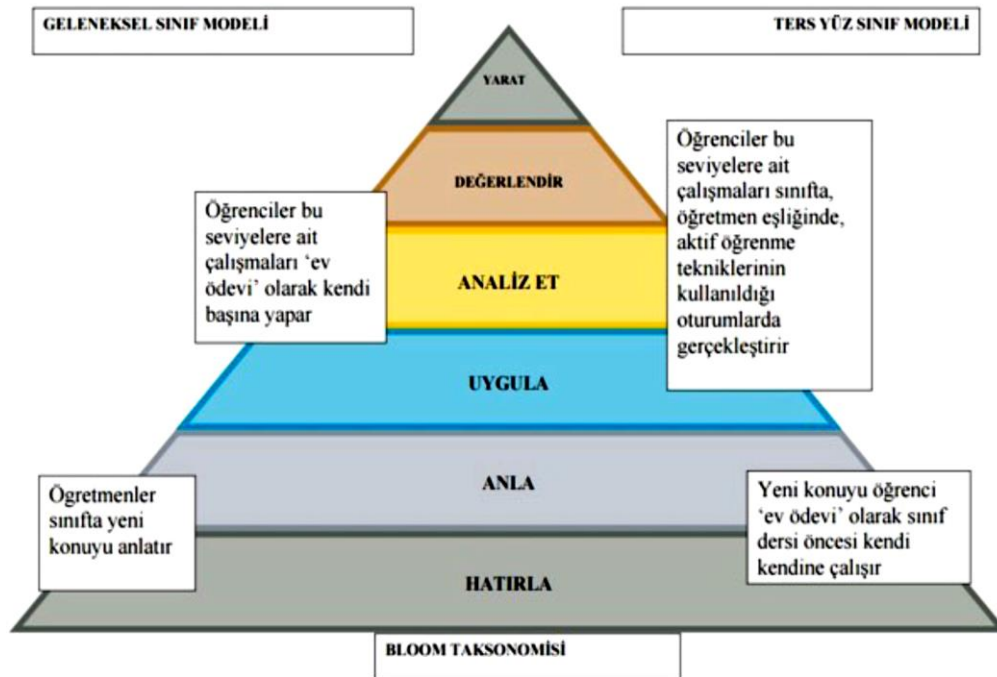 GELENEKSEL SINIF MODELİ
TERS YÜZ SINIF MODELİ
YARAT
DEĞERLENDİR
ANALİZ ET
UYGULA
ANLA
HATIRLA
Öğrenciler bu
seviyelere ait
çalışmaları ‘ev
ödevi’ olarak kendi
başına yapar
Öğrenciler bu
seviyelere ait
çalışmaları sınıfta,
öğretmen eşliğinde,
aktif öğrenme
tekniklerinin
kullanıldığı
oturumlarda
gerçekleştirir
Ögretmenler
sınıfta yeni
konuyu anlatır
Yeni konuyu öğrenci
‘ev ödevi’ olarak sınıf
dersi öncesi kendi
kendine çalışır
BLOOM TAKSONOMİSİ